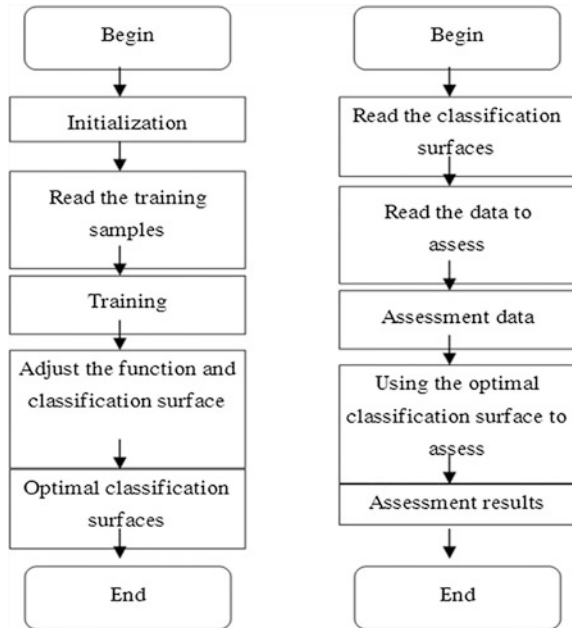 Begin
Initialization
Read the training
samples
Training
Adjust the function and
classification surface
Optimal classification
surfaces
End
Begin
Read the classification
surfaces
Read the data to
assess
Assessment data
Using the optimal
classification surface to
assess
Assessment results
End